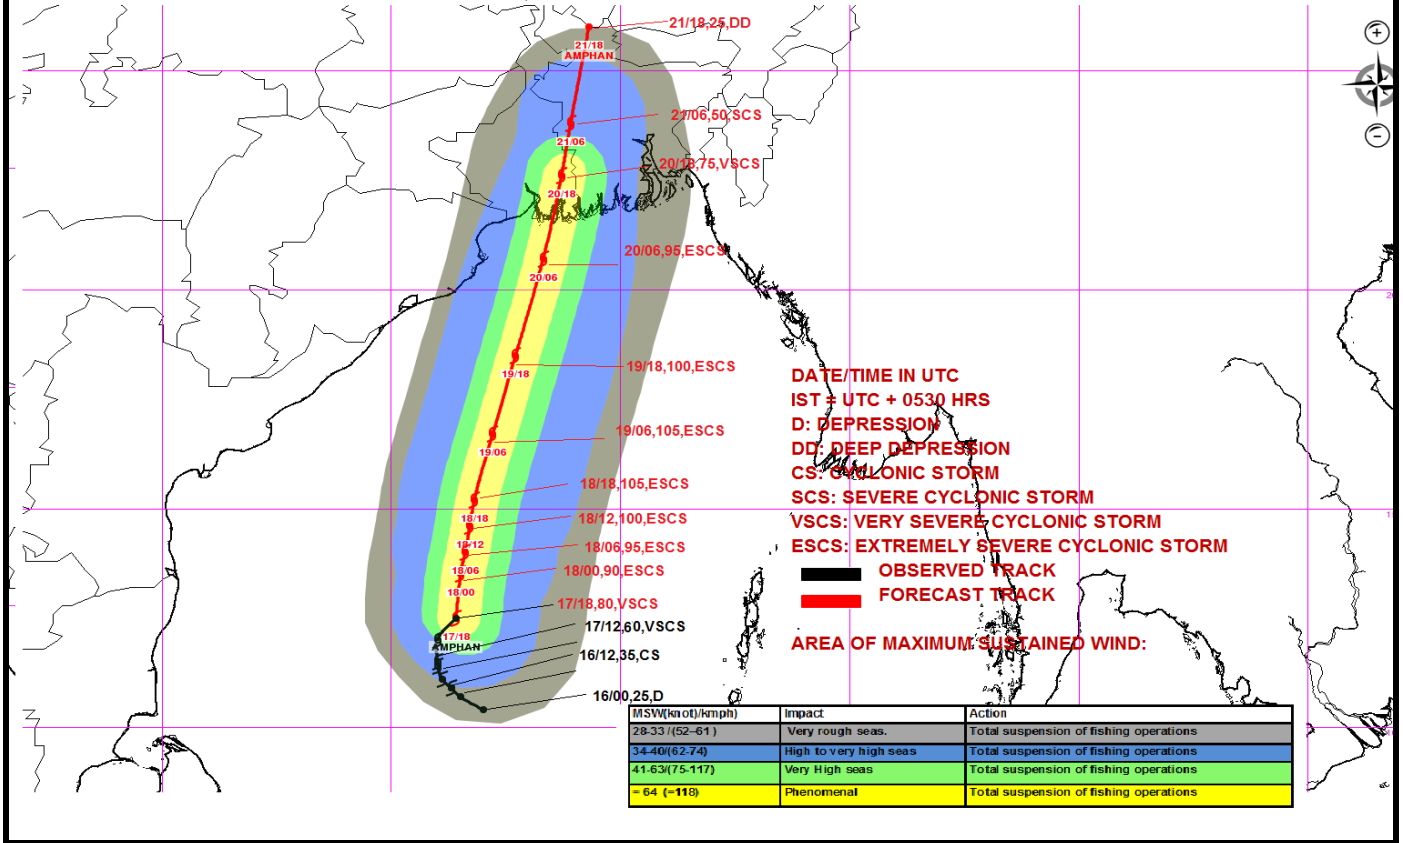 21/18,25,DD
21/18
AMPHAN
21/06,50,SCS
21/06
20/18,75,VSCS
20/18
20/06,95,ESCS
20/06
19/18,100,ESCS
19/18
DATE/TIME IN UTC
IST = UTC + 0530 HRS
D: DEPRESSION
DD: DEEP DEPRESSION
CS: CYCLONIC STORM
SCS: SEVERE CYCLONIC STORM
VSCS: VERY SEVERE CYCLONIC STORM
ESCS: EXTREMELY SEVERE CYCLONIC STORM
OBSERVED TRACK
FORECAST TRACK
AREA OF MAXIMUM SUSTAINED WIND:
19/06,105,ESCS
19/06
18/18,105,ESCS
18/18
18/12,100,ESCS
18/12
18/06,95,ESCS
18/06
18/00,90,ESCS
18/00
17/18,80,VSCS
17/18
AMPHAN
17/12,60,VSCS
16/12,35,CS
16/00,25,D
MSW(knot)/kmph) Impact Action
28-33 /(52–61 ) Very rough seas. Total suspension of fishing operations
34-40/(62-74) High to very high seas Total suspension of fishing operations
41-63/(75-117) Very High seas Total suspension of fishing operations
= 64 (=118) Phenomenal Total suspension of fishing operations